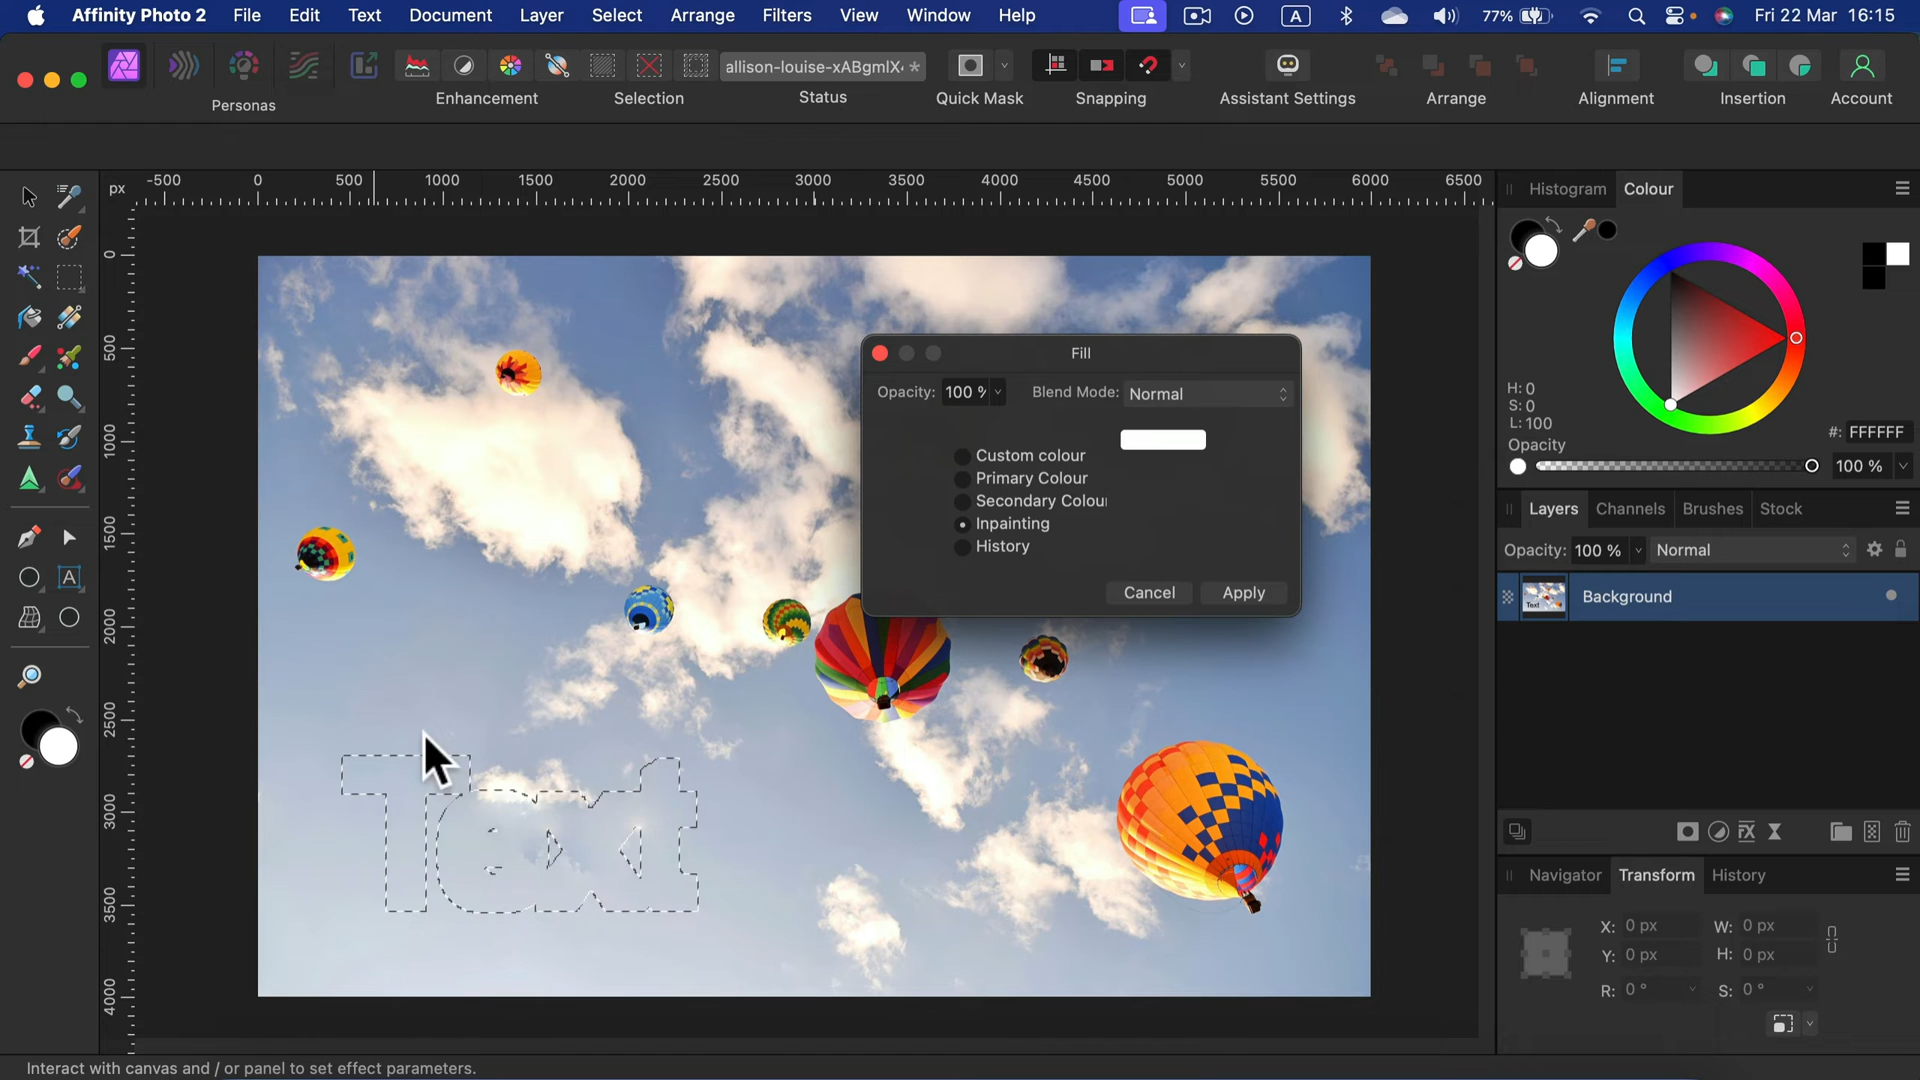 Affinity Photo 2 File Edit Text Document Layer Select Arrange Filters View Window Help A 77% Fri 22 Mar 16:15
allison-louise-xABgmlX‹ *
Personas Enhancement Selection Status Quick Mask Snapping Assistant Settings Arrange Alignment Insertion Account
px -500 0 500 1000 1500 2000 2500 3000 3500 4000 4500 5000 5500 6000 6500
0
500
1000
1500
2000
2500
3000
3500
4000
A
Fill
Opacity: 100 % Blend Mode: Normal
Custom colour
Primary Colour
Secondary Colour
Inpainting
History
Cancel Apply
Histogram Colour
H: 0
S: 0
L: 100
#: FFFFFF
Opacity
100 %
Layers Channels Brushes Stock
Opacity: 100 % Normal
Text
Background
Navigator Transform History
X: 0 px W: 0 px
Y: 0 px H: 0 px
R: 0 ° S: 0 °
Interact with canvas and / or panel to set effect parameters.